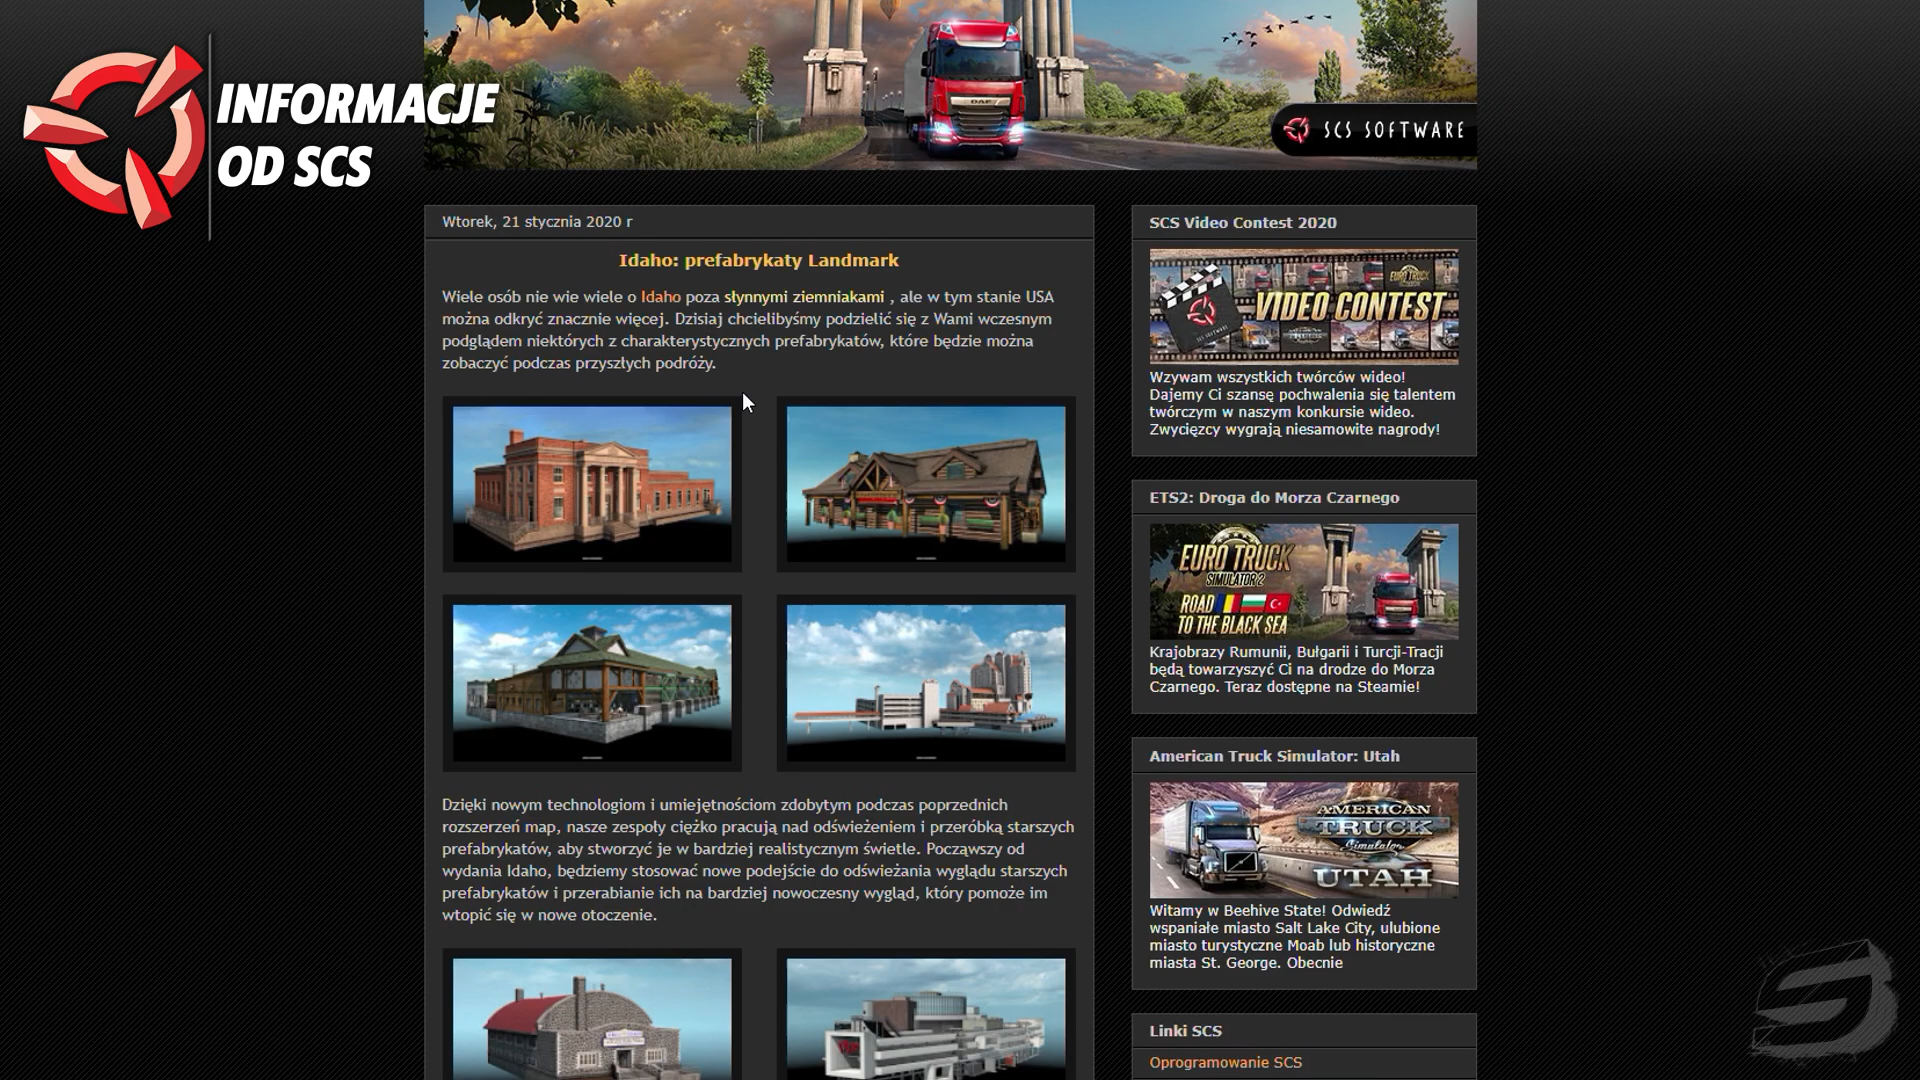 INFORMACJE
OD SCS
DAF
SCS SOFTWARE
Wtorek, 21 stycznia 2020 r
Idaho: prefabrykaty Landmark
Wiele osób nie wie wiele o Idaho poza słynnymi ziemniakami , ale w tym stanie USA
można odkryć znacznie więcej. Dzisiaj chcielibyśmy podzielić się z Wami wczesnym
podglądem niektórych z charakterystycznych prefabrykatów, które będzie można
zobaczyć podczas przyszłych podróży.
Dzięki nowym technologiom i umiejętnościom zdobytym podczas poprzednich
rozszerzeń map, nasze zespoły ciężko pracują nad odświeżeniem i przeróbką starszych
prefabrykatów, aby stworzyć je w bardziej realistycznym świetle. Począwszy od
wydania Idaho, będziemy stosować nowe podejście do odświeżania wyglądu starszych
prefabrykatów i przerabianie ich na bardziej nowoczesny wygląd, który pomoże im
wtopić się w nowe otoczenie.
SCS Video Contest 2020
EURO TRUCK
VIDEO CONTEST
Wzywam wszystkich twórców wideo!
Dajemy Ci szansę pochwalenia się talentem
twórczym w naszym konkursie wideo.
Zwycięzcy wygrają niesamowite nagrody!
ETS2: Droga do Morza Czarnego
EURO TRUCK
SIMULATOR 2
ROAD
TO THE BLACK SEA
Krajobrazy Rumunii, Bułgarii i Turcji-Tracji
będą towarzyszyć Ci na drodze do Morza
Czarnego. Teraz dostępne na Steamie!
American Truck Simulator: Utah
AMERICAN
TRUCK
Simulator
UTAH
Witamy w Beehive State! Odwiedź
wspaniałe miasto Salt Lake City, ulubione
miasto turystyczne Moab lub historyczne
miasta St. George. Obecnie
Linki SCS
Oprogramowanie SCS